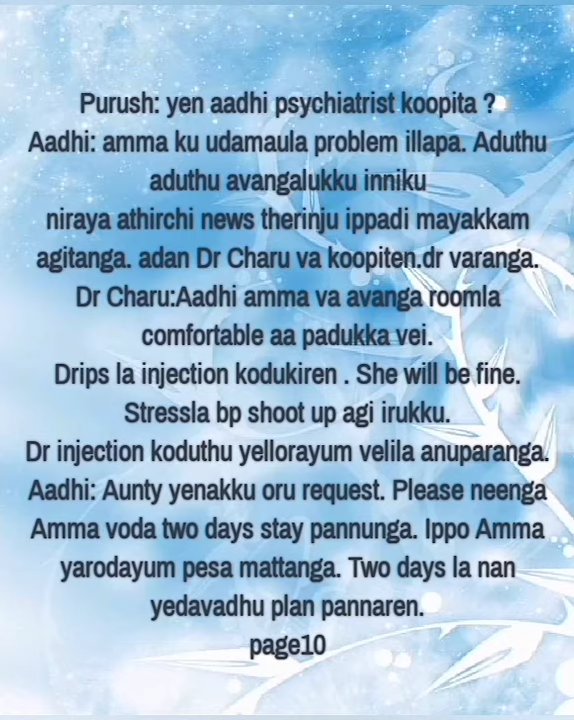 Purush: yen aadhi psychiatrist koopita ?
Aadhi: amma ku udamaula problem illapa. Aduthu
aduthu avangalukku inniku
niraya athirchi news therinju ippadi mayakkam
agitanga. adan Dr Charu va koopiten.dr varanga.
Dr Charu:Aadhi amma va avanga roomla
comfortable aa padukka vei.
Drips la injection kodukiren . She will be fine.
Stressla bp shoot up agi irukku.
Dr injection koduthu yellorayum velila anuparanga.
Aadhi: Aunty yenakku oru request. Please neenga
Amma voda two days stay pannunga. Ippo Amma
yarodayum pesa mattanga. Two days la nan
yedavadhu plan pannaren.
page10